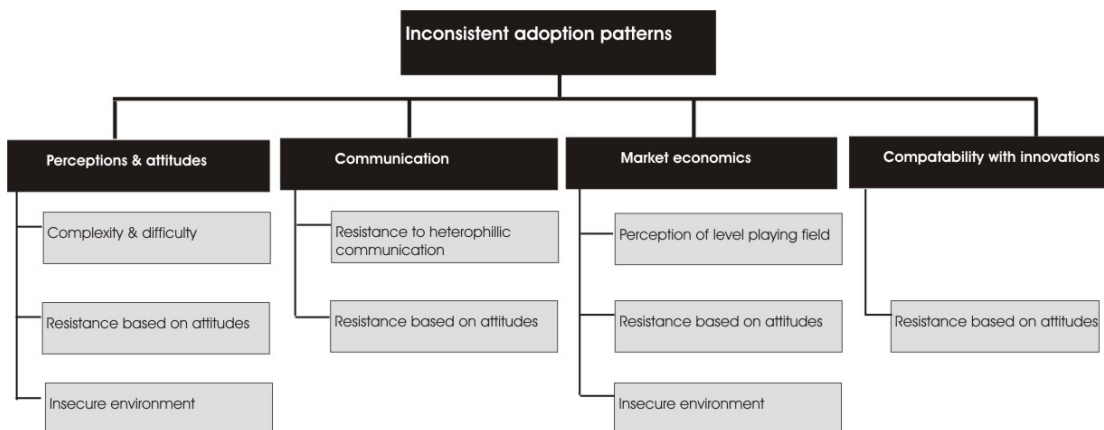 Inconsistent adoption patterns
Perceptions & attitudes
Complexity & difficulty
Resistance based on attitudes
Insecure environment
Communication
Resistance to heterophillic
communication
Resistance based on attitudes
Market economics
Perception of level playing field
Resistance based on attitudes
Insecure environment
Compatability with innovations
Resistance based on attitudes